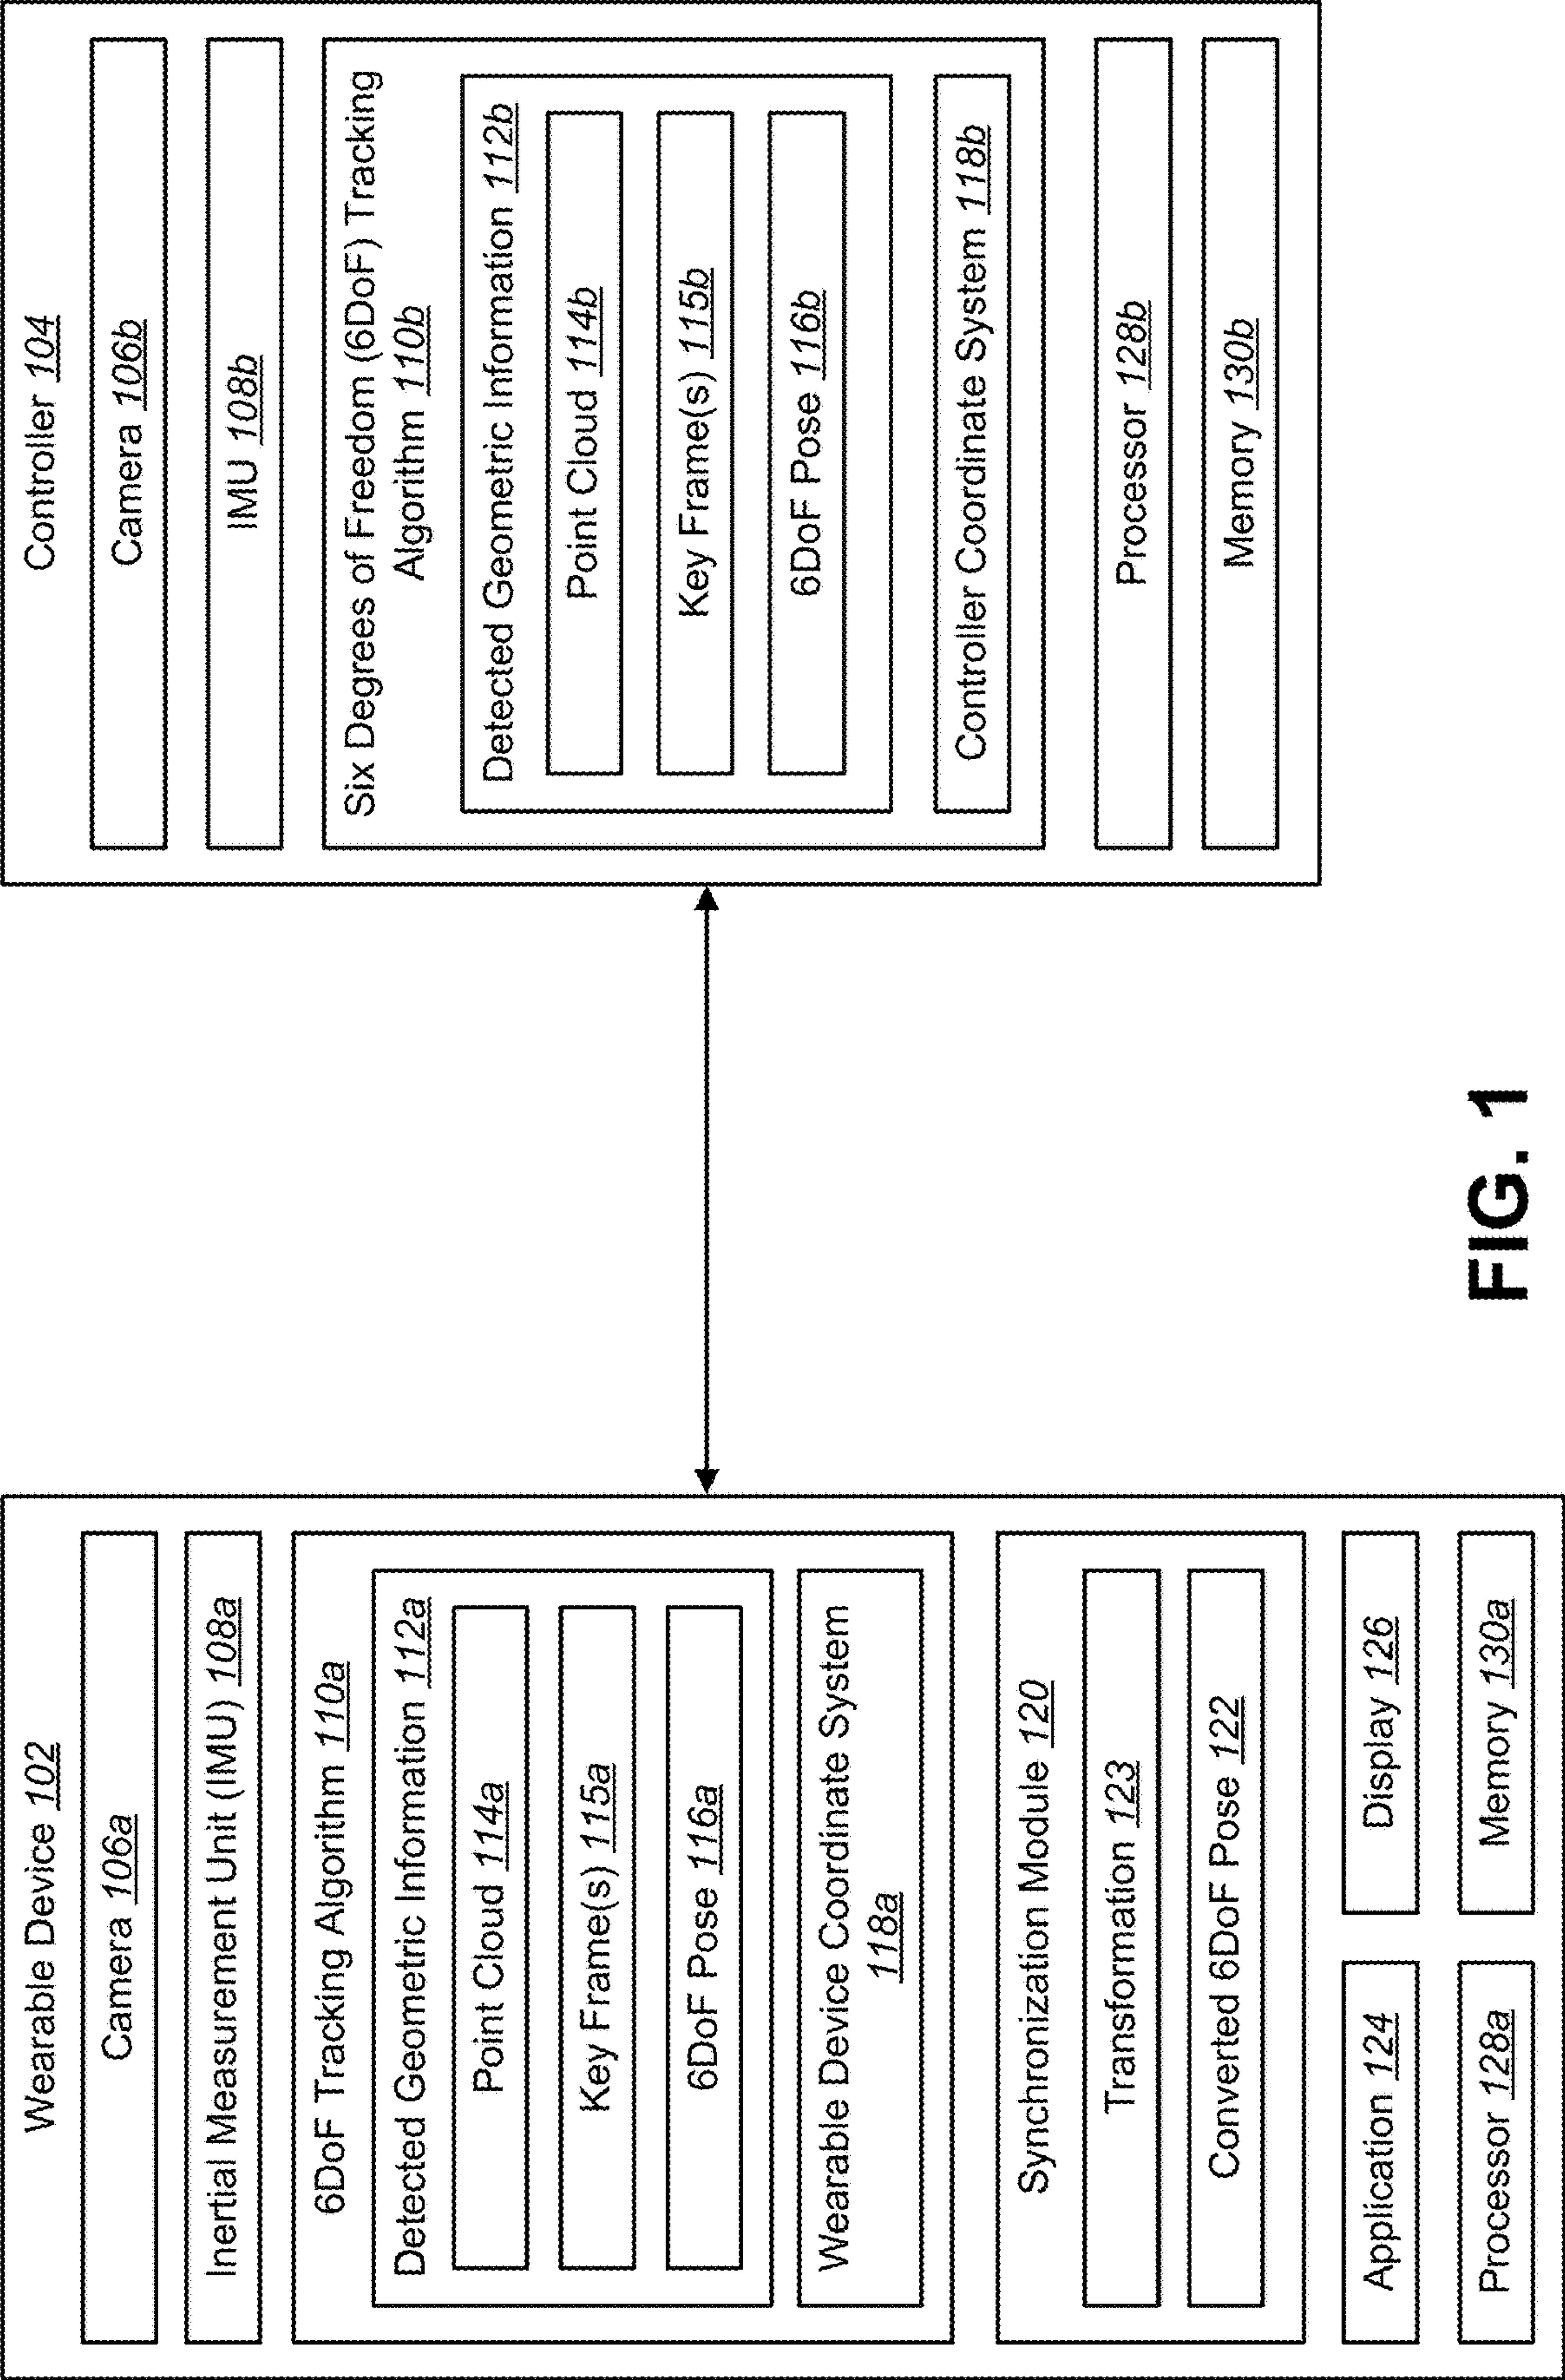 Wearable Device 102
Camera 106a
Inertial Measurement Unit (IMU) 108a
6DoF Tracking Algorithm 110a
Detected Geometric Information 112a
Point Cloud 114a
Key Frame(s) 115a
6DoF Pose 116a
Wearable Device Coordinate System
118a
Synchronization Module 120
Transformation 123
Converted 6DoF Pose 122
Application 124
Display 126
Processor 128a
Memory 130a
Controller 104
Camera 106b
IMU 108b
Six Degrees of Freedom (6DoF) Tracking
Algorithm 110b
Detected Geometric Information 112b
Point Cloud 114b
Key Frame(s) 115b
6DoF Pose 116b
Controller Coordinate System 118b
Processor 128b
Memory 130b
FIG. 1